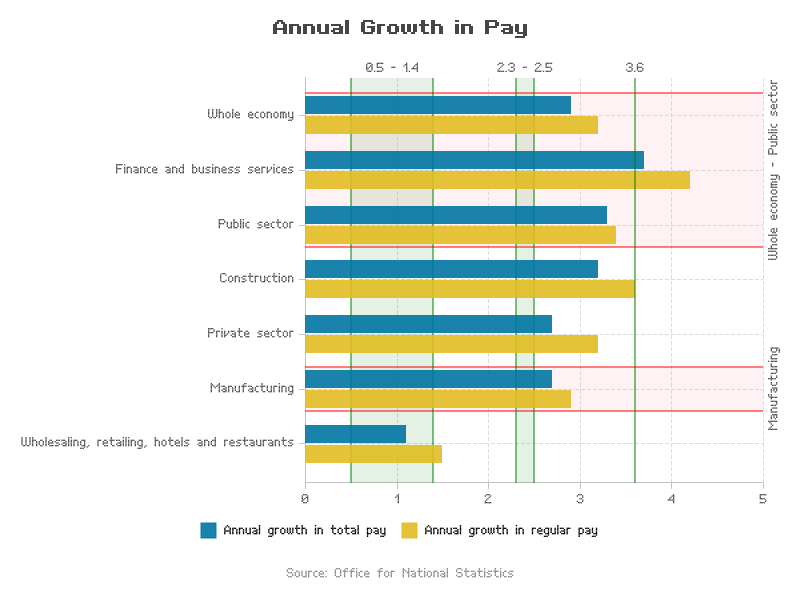 Annual Growth in Pay
0.5 - 1.4
2.3 - 2.5
3.6
Whole economy
Finance and business services
Public sector
Construction
Private sector
Manufacturing
Wholesaling, retailing, hotels and restaurants
Whole economy - Public sector
Manufacturing
0 1 2 3 4 5
Annual growth in total pay
Annual growth in regular pay
Source: Office for National Statistics